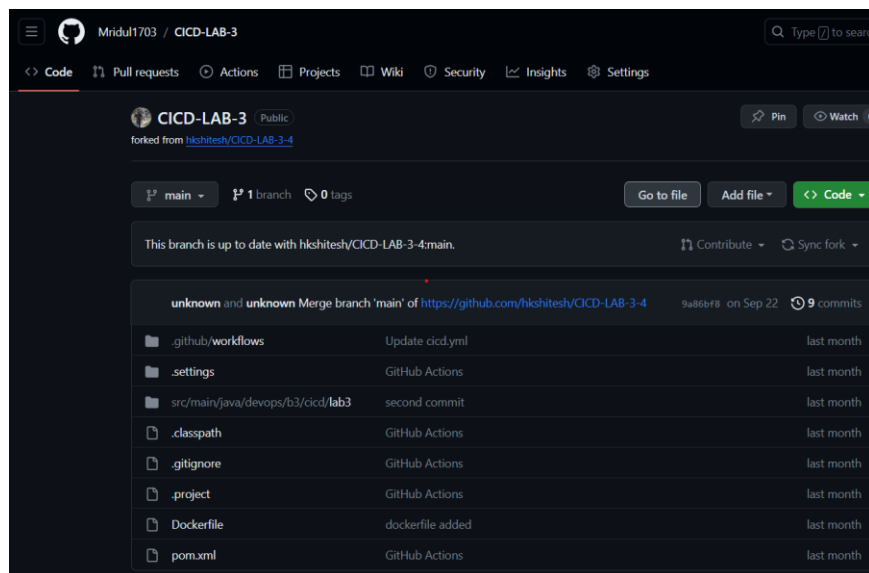 Mridul1703 / CICD-LAB-3 Type / to sear
Code Pull requests Actions Projects Wiki Security Insights Settings
CICD-LAB-3 Public Pin Watch
forked from hkshitesh/CICD-LAB-3-4
main 1 branch 0 tags Go to file Add file Code
This branch is up to date with hkshitesh/CICD-LAB-3-4:main. Contribute Sync fork
unknown and unknown Merge branch 'main' of https://github.com/hkshitesh/CICD-LAB-3-4 9a86bf8 on Sep 22 9 commits
.github/workflows Update cicd.yml last month
.settings GitHub Actions last month
src/main/java/devops/b3/cicd/lab3 second commit last month
.classpath GitHub Actions last month
.gitignore GitHub Actions last month
.project GitHub Actions last month
Dockerfile dockerfile added last month
pom.xml GitHub Actions last month